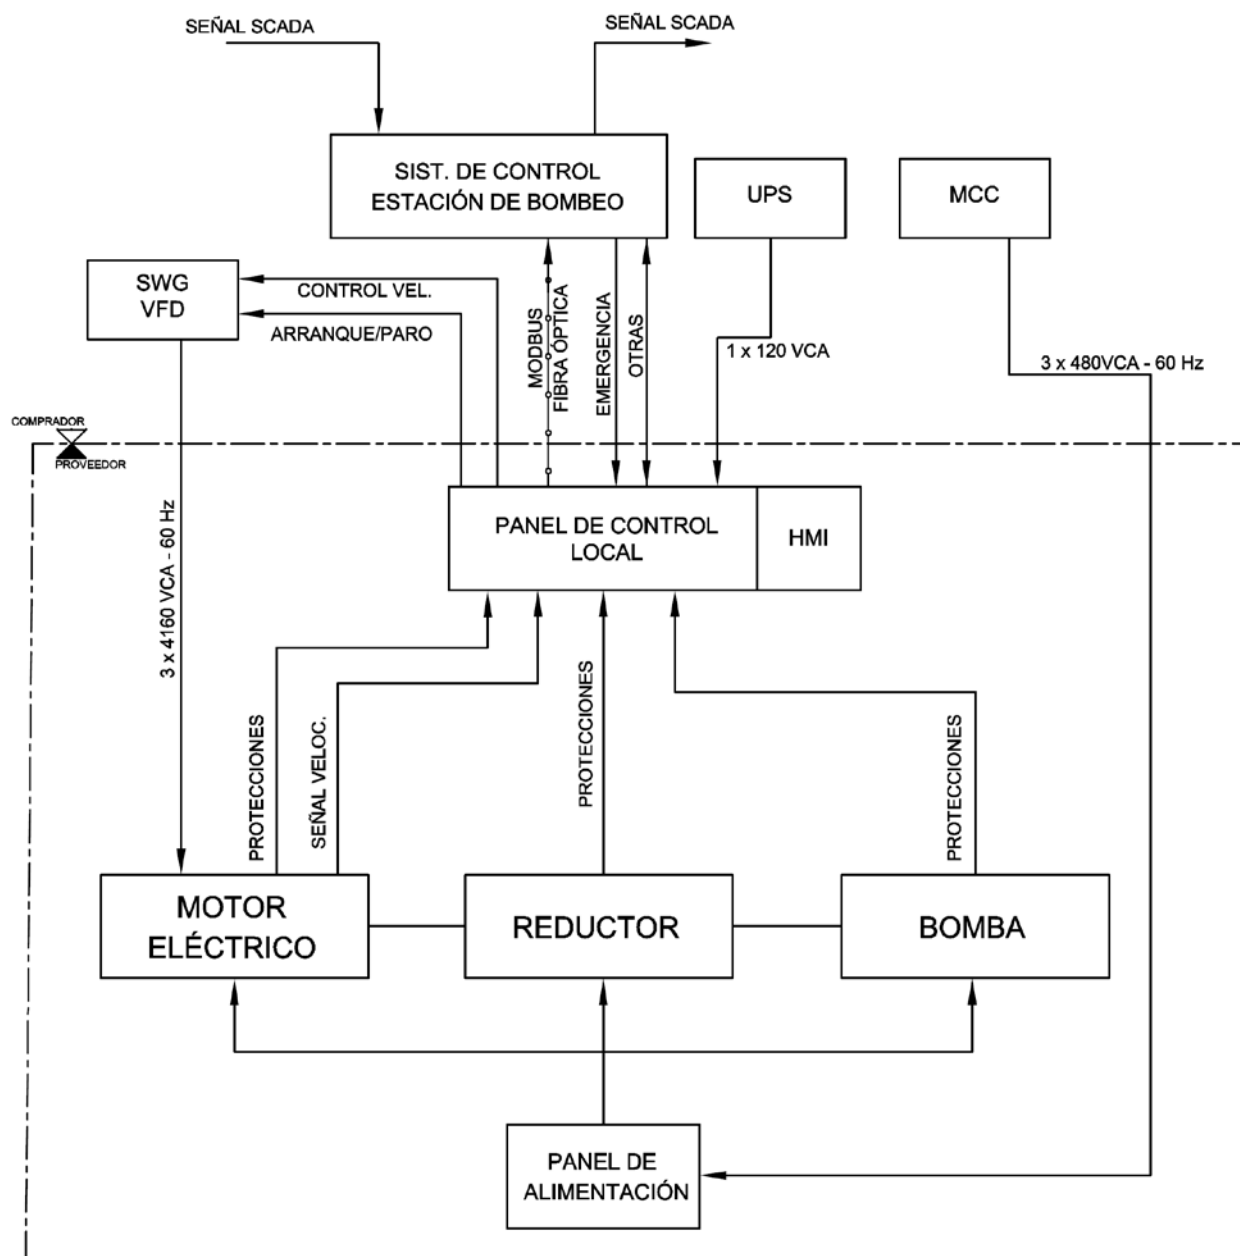 SEÑAL SCADA
SEÑAL SCADA
SIST. DE CONTROL
ESTACIÓN DE BOMBEO
UPS
MCC
SWG
VFD
CONTROL VEL.
ARRANQUE/PARO
MODBUS
FIBRA ÓPTICA
EMERGENCIA
OTRAS
1 x 120 VCA
3 x 480VCA - 60 Hz
COMPRADOR
PROVEEDOR
3 x 4160 VCA - 60 Hz
PANEL DE CONTROL
LOCAL
HMI
PROTECCIONES
SEÑAL VELOC.
PROTECCIONES
PROTECCIONES
MOTOR
ELÉCTRICO
REDUCTOR
BOMBA
PANEL DE
ALIMENTACIÓN